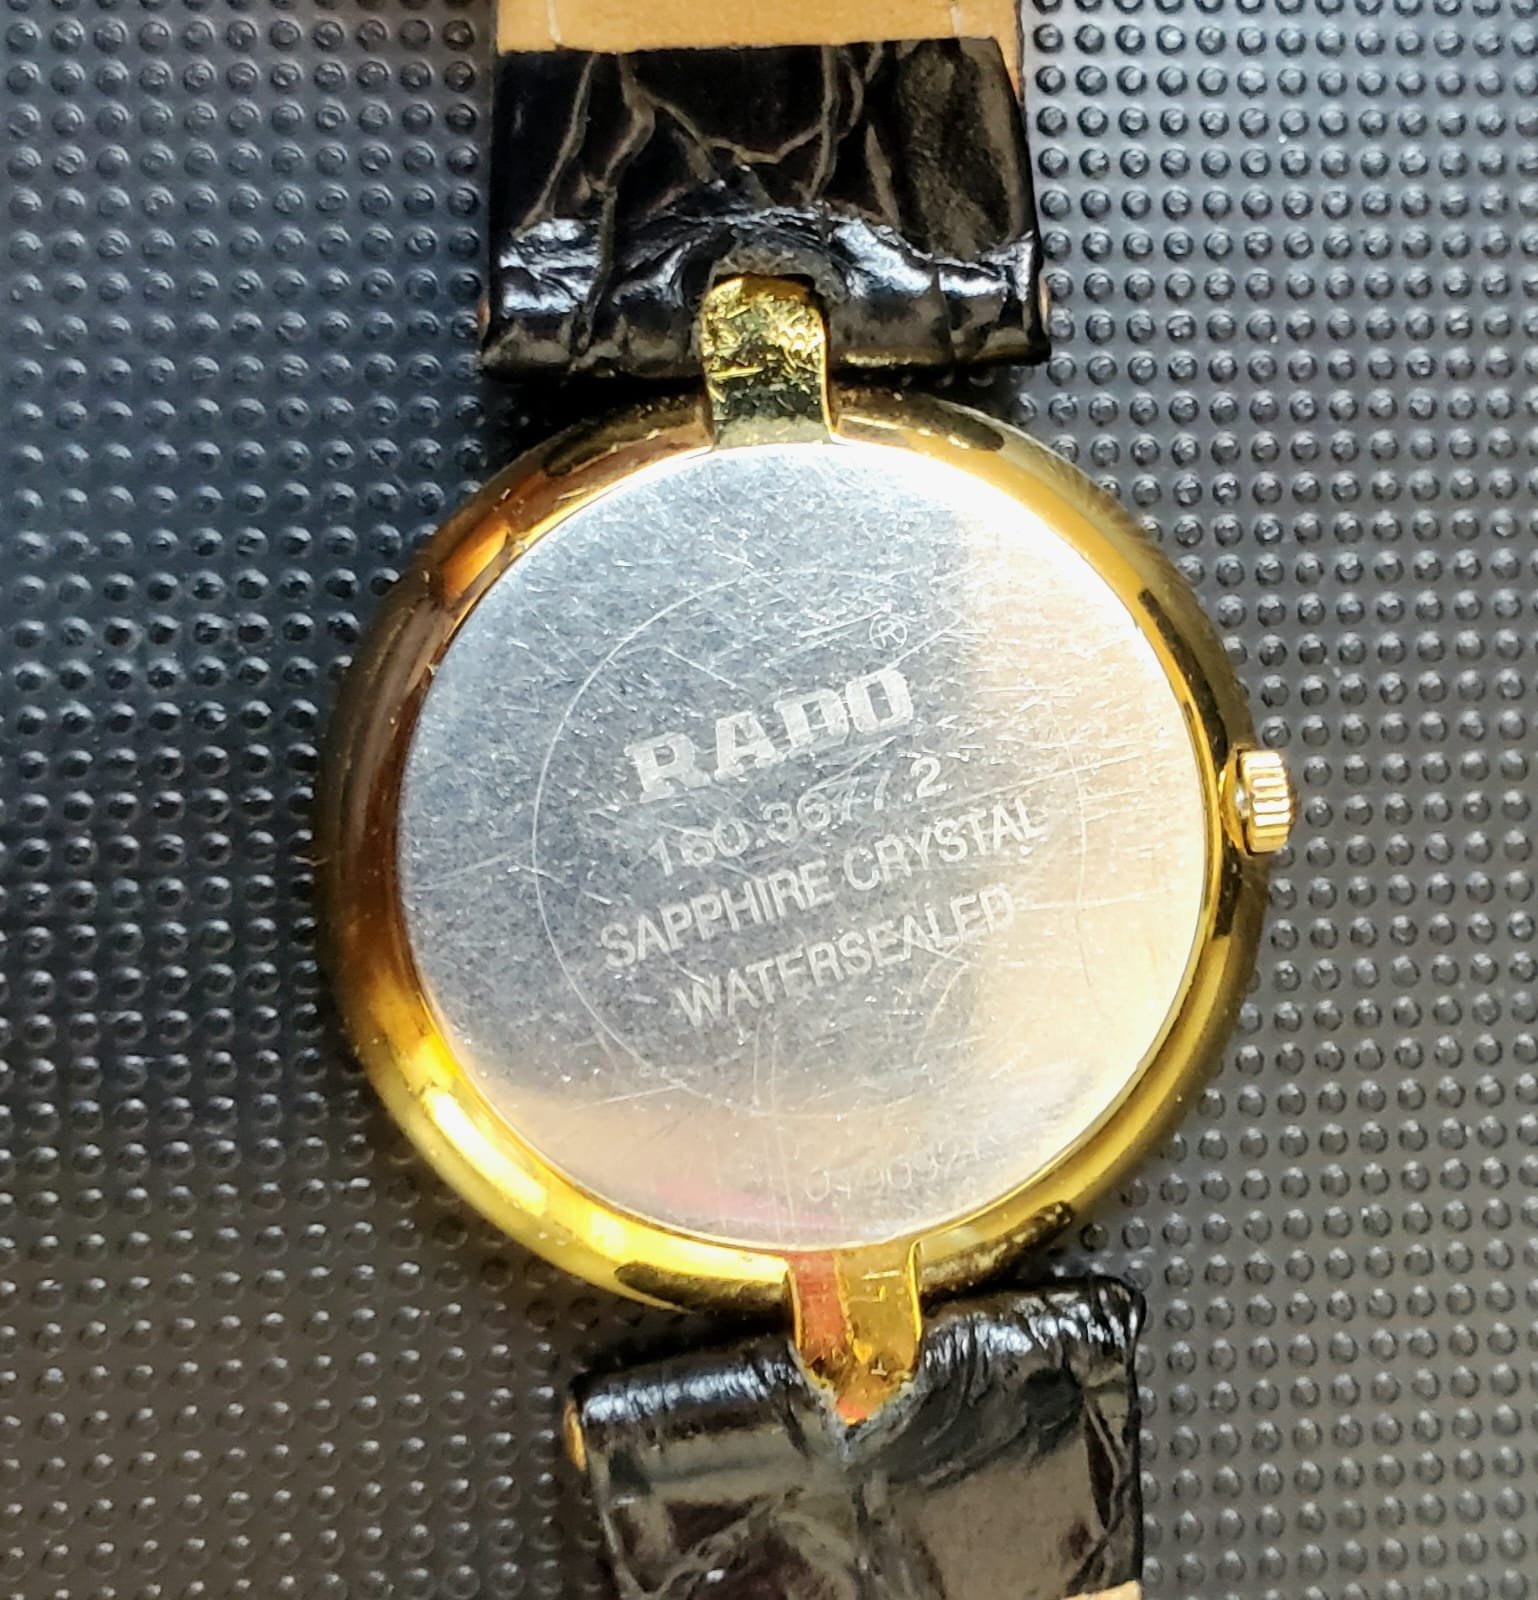 ®
RADO
160.3677.2
SAPPHIRE CRYSTAL
WATERSEALED